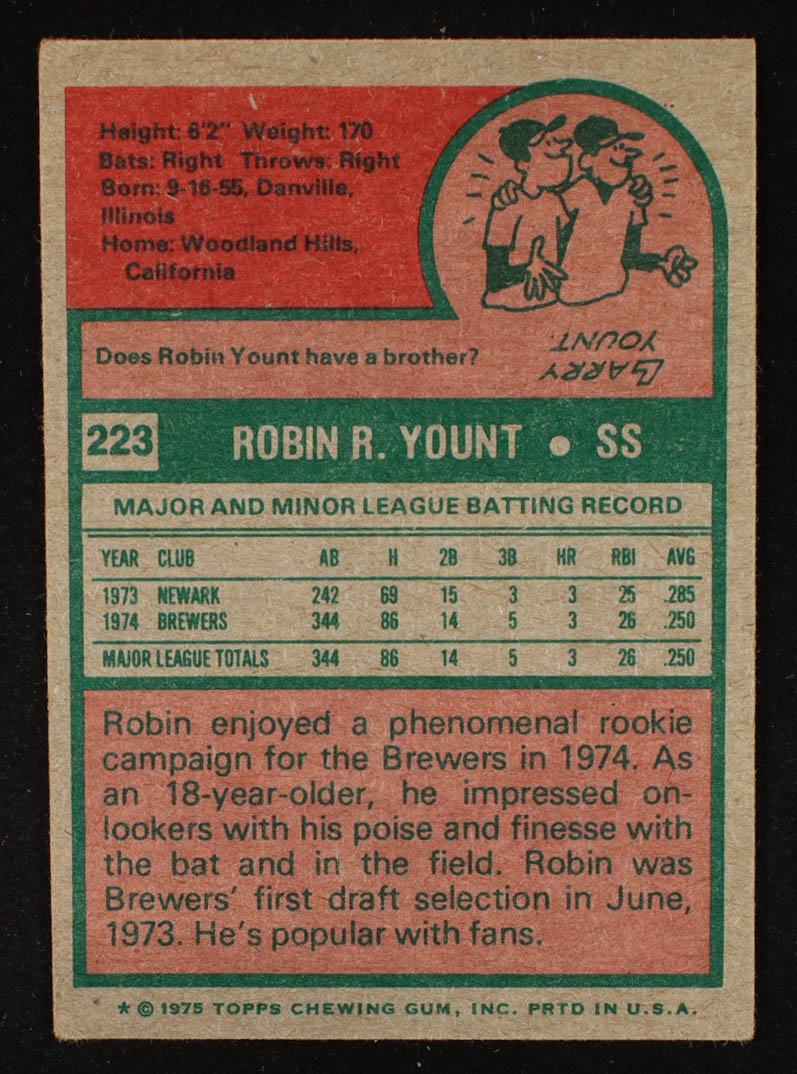 Height: 6'2" Weight: 170
Bats: Right Throws: Right
Born: 9-16-55, Danville,
Illinois
Home: Woodland Hills,
California
Does Robin Yount have a brother?
LARRY
YOUNT.
223 ROBIN R. YOUNT • SS
MAJOR AND MINOR LEAGUE BATTING RECORD
YEAR CLUB AB H 2B 3B HR RBI AVG
1973 NEWARK 242 69 15 3 3 25 .285
1974 BREWERS 344 86 14 5 3 26 .250
MAJOR LEAGUE TOTALS 344 86 14 5 3 26 .250
Robin enjoyed a phenomenal rookie
campaign for the Brewers in 1974. As
an 18-year-older, he impressed on-
lookers with his poise and finesse with
the bat and in the field. Robin was
Brewers' first draft selection in June,
1973. He's popular with fans.
* © 1975 TOPPS CHEWING GUM, INC. PRTD IN U.S.A.